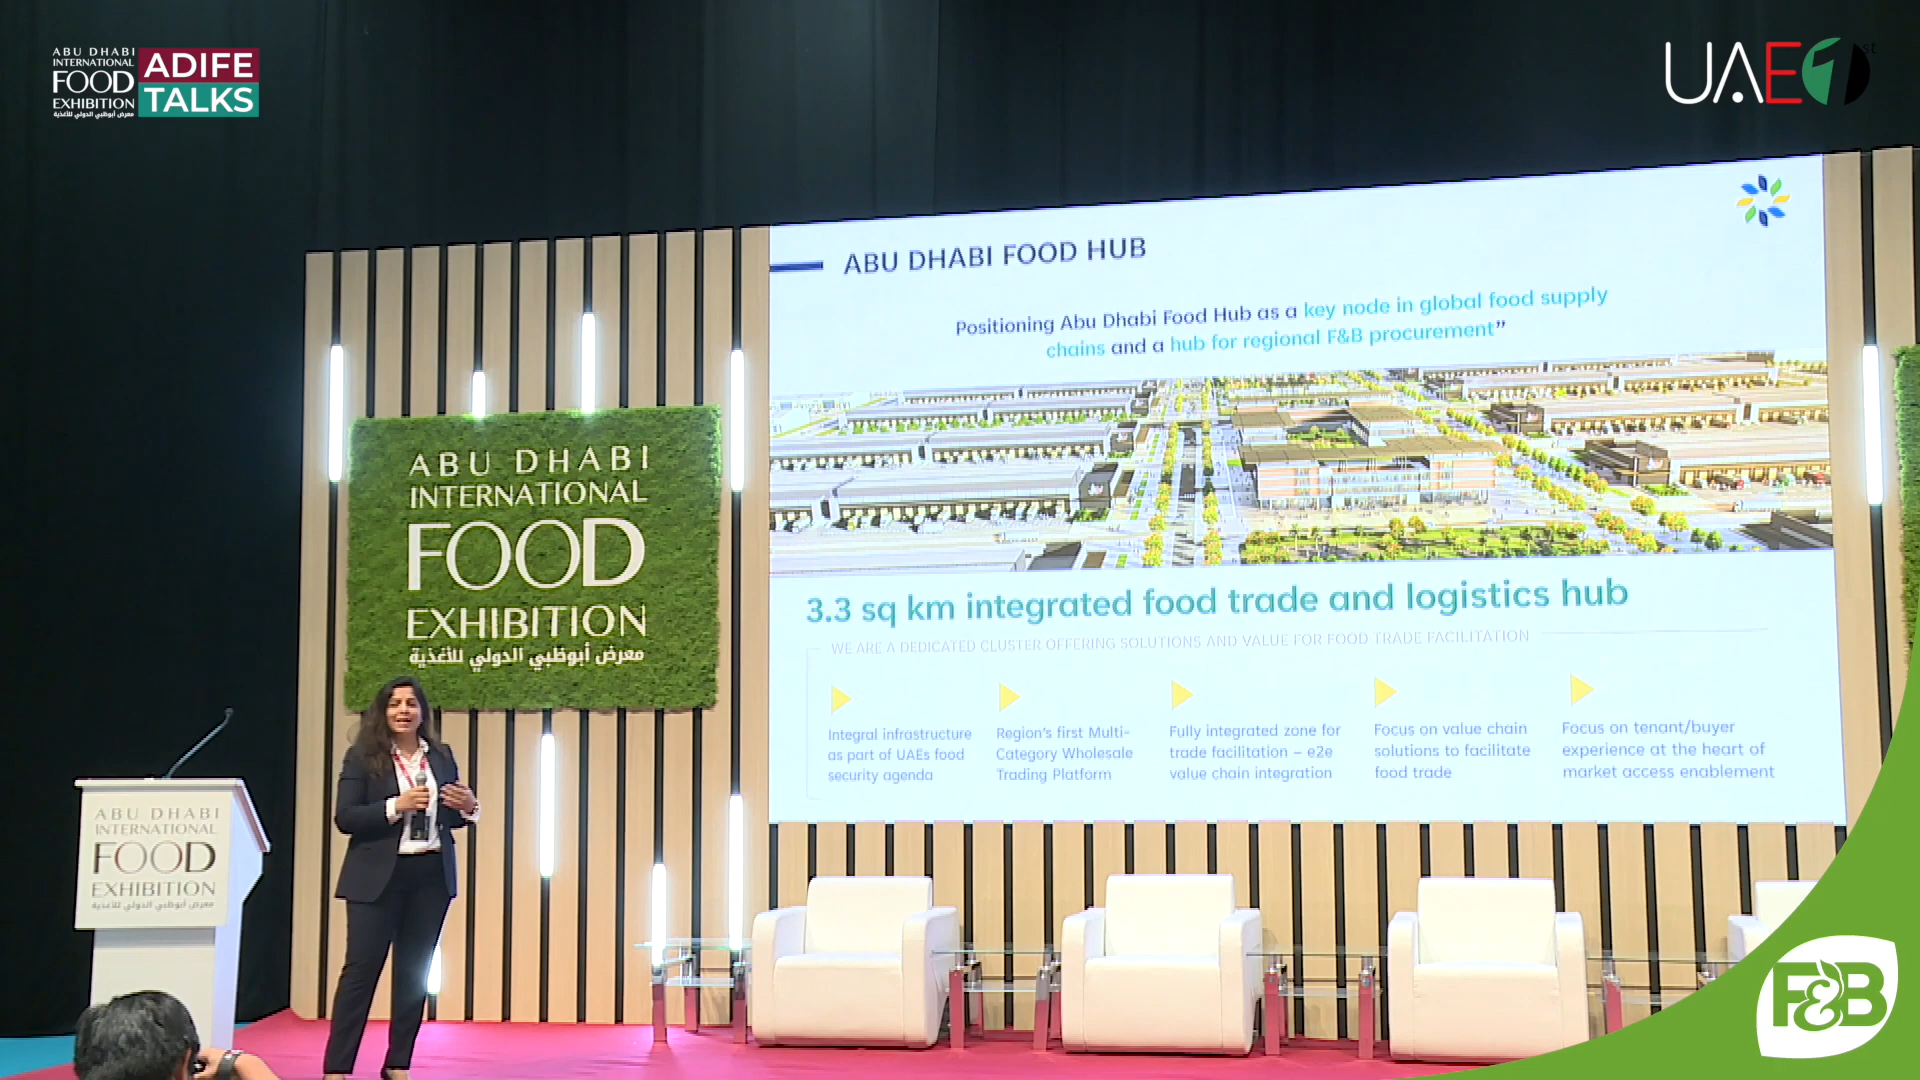 ABU DHABI
INTERNATIONAL
FOOD
EXHIBITION
معرض أبوظبي الدولي للأغذية
ADIFE
TALKS
UAE1st
ABU DHABI FOOD HUB
Positioning Abu Dhabi Food Hub as a key node in global food supply
chains and a hub for regional F&B procurement”
3.3 sq km integrated food trade and logistics hub
WE ARE A DEDICATED CLUSTER OFFERING SOLUTIONS AND VALUE FOR FOOD TRADE FACILITATION
Integral infrastructure
as part of UAEs food
security agenda
Region’s first Multi-
Category Wholesale
Trading Platform
Fully integrated zone for
trade facilitation – e2e
value chain integration
Focus on value chain
solutions to facilitate
food trade
Focus on tenant/buyer
experience at the heart of
market access enablement
ABU DHABI
INTERNATIONAL
FOOD
EXHIBITION
معرض أبوظبي الدولي للأغذية
ABU DHABI
INTERNATIONAL
FOOD
EXHIBITION
معرض أبوظبي الدولي للأغذية
F&B